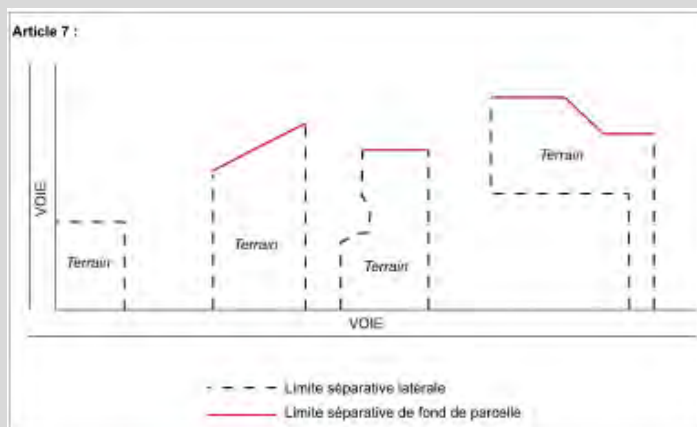 Article 7 :
VOIE
Terrain
Terrain
Terrain
Terrain
VOIE
Limite séparative latérale
Limite séparative de fond de parcelle